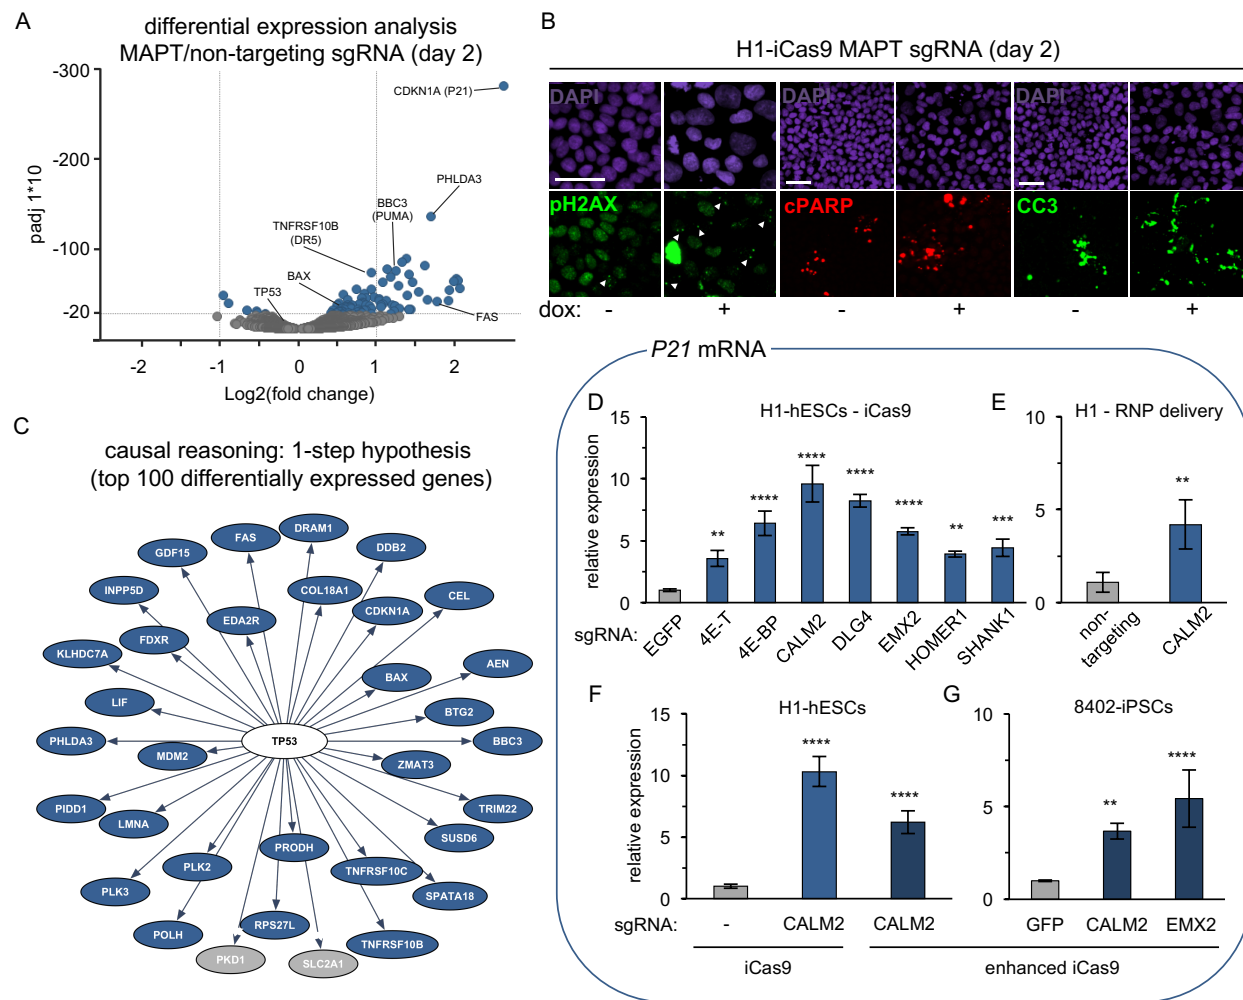 A
differential expression analysis
MAPT/non-targeting sgRNA (day 2)
padj 1*10
-300
-200
-100
-20
CDKN1A (P21)
PHLDA3
BBC3
(PUMA)
TNFRSF10B
(DR5)
BAX
TP53
FAS
-2
-1
0
1
2
Log2(fold change)
B
H1-iCas9 MAPT sgRNA (day 2)
DAPI
DAPI
DAPI
pH2AX
cPARP
CC3
dox:
-
+
-
+
-
+
C
causal reasoning: 1-step hypothesis
(top 100 differentially expressed genes)
DRAM1
FAS
DDB2
GDF15
INPP5D
COL18A1
CEL
CDKN1A
EDA2R
FDXR
KLHDC7A
AEN
BAX
LIF
BTG2
PHLDA3
TP53
BBC3
MDM2
ZMAT3
PIDD1
TRIM22
LMNA
SUSD6
PRODH
PLK2
TNFRSF10C
PLK3
SPATA18
RPS27L
POLH
TNFRSF10B
PKD1
SLC2A1
P21 mRNA
D
H1-hESCs - iCas9
relative expression
15
10
5
0
**
****
****
****
****
**
***
sgRNA:
EGFP
4E-T
4E-BP
CALM2
DLG4
EMX2
HOMER1
SHANK1
E
H1 - RNP delivery
10
5
0
**
non-
targeting
CALM2
F
H1-hESCs
relative expression
15
10
5
0
****
****
sgRNA:
-
CALM2
CALM2
iCas9
G
8402-iPSCs
10
5
0
**
****
GFP
CALM2
EMX2
enhanced iCas9